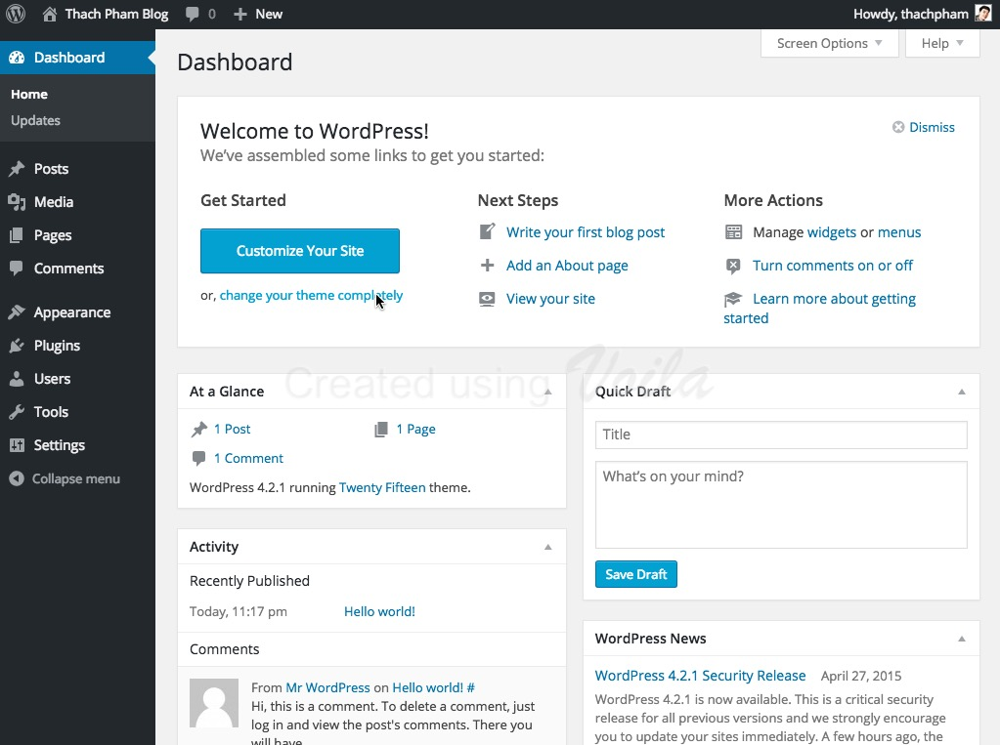 Thach Pham Blog 0 New Howdy, thachpham
Dashboard
Home
Updates
Posts
Media
Pages
Comments
Appearance
Plugins
Users
Tools
Settings
Collapse menu
Screen Options Help
Dashboard
Welcome to WordPress!
We've assembled some links to get you started:
Dismiss
Get Started
Customize Your Site
or, change your theme completely
Next Steps
Write your first blog post
Add an About page
View your site
More Actions
Manage widgets or menus
Turn comments on or off
Learn more about getting
started
Created using Voila
At a Glance
1 Post 1 Page
1 Comment
WordPress 4.2.1 running Twenty Fifteen theme.
Activity
Recently Published
Today, 11:17 pm Hello world!
Comments
From Mr WordPress on Hello world! #
Hi, this is a comment. To delete a comment, just
log in and view the post's comments. There you
will have
Quick Draft
Title
What's on your mind?
Save Draft
WordPress News
WordPress 4.2.1 Security Release April 27, 2015
WordPress 4.2.1 is now available. This is a critical security
release for all previous versions and we strongly encourage
you to update your sites immediately. A few hours ago, the